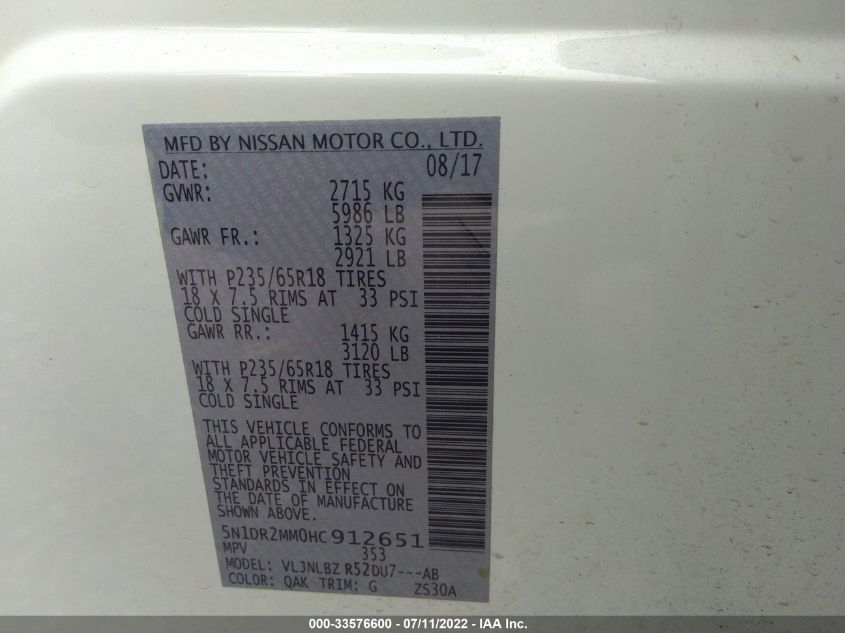 MFD BY NISSAN MOTOR CO., LTD.
DATE: 08/17
GVWR: 2715 KG
5986 LB
GAWR FR.: 1325 KG
2921 LB
WITH P235/65R18 TIRES
18 X 7.5 RIMS AT 33 PSI
COLD SINGLE
GAWR RR.: 1415 KG
3120 LB
WITH P235/65R18 TIRES
18 X 7.5 RIMS AT 33 PSI
COLD SINGLE
THIS VEHICLE CONFORMS TO
ALL APPLICABLE FEDERAL
MOTOR VEHICLE SAFETY AND
THEFT PREVENTION
STANDARDS IN EFFECT ON
THE DATE OF MANUFACTURE
SHOWN ABOVE.
5N1DR2MM0HC912651
MPV 353
MODEL: VLJNLBZ R52DU7---AB
COLOR: QAK TRIM: G ZS30A
000-33576600 - 07/11/2022 - IAA Inc.